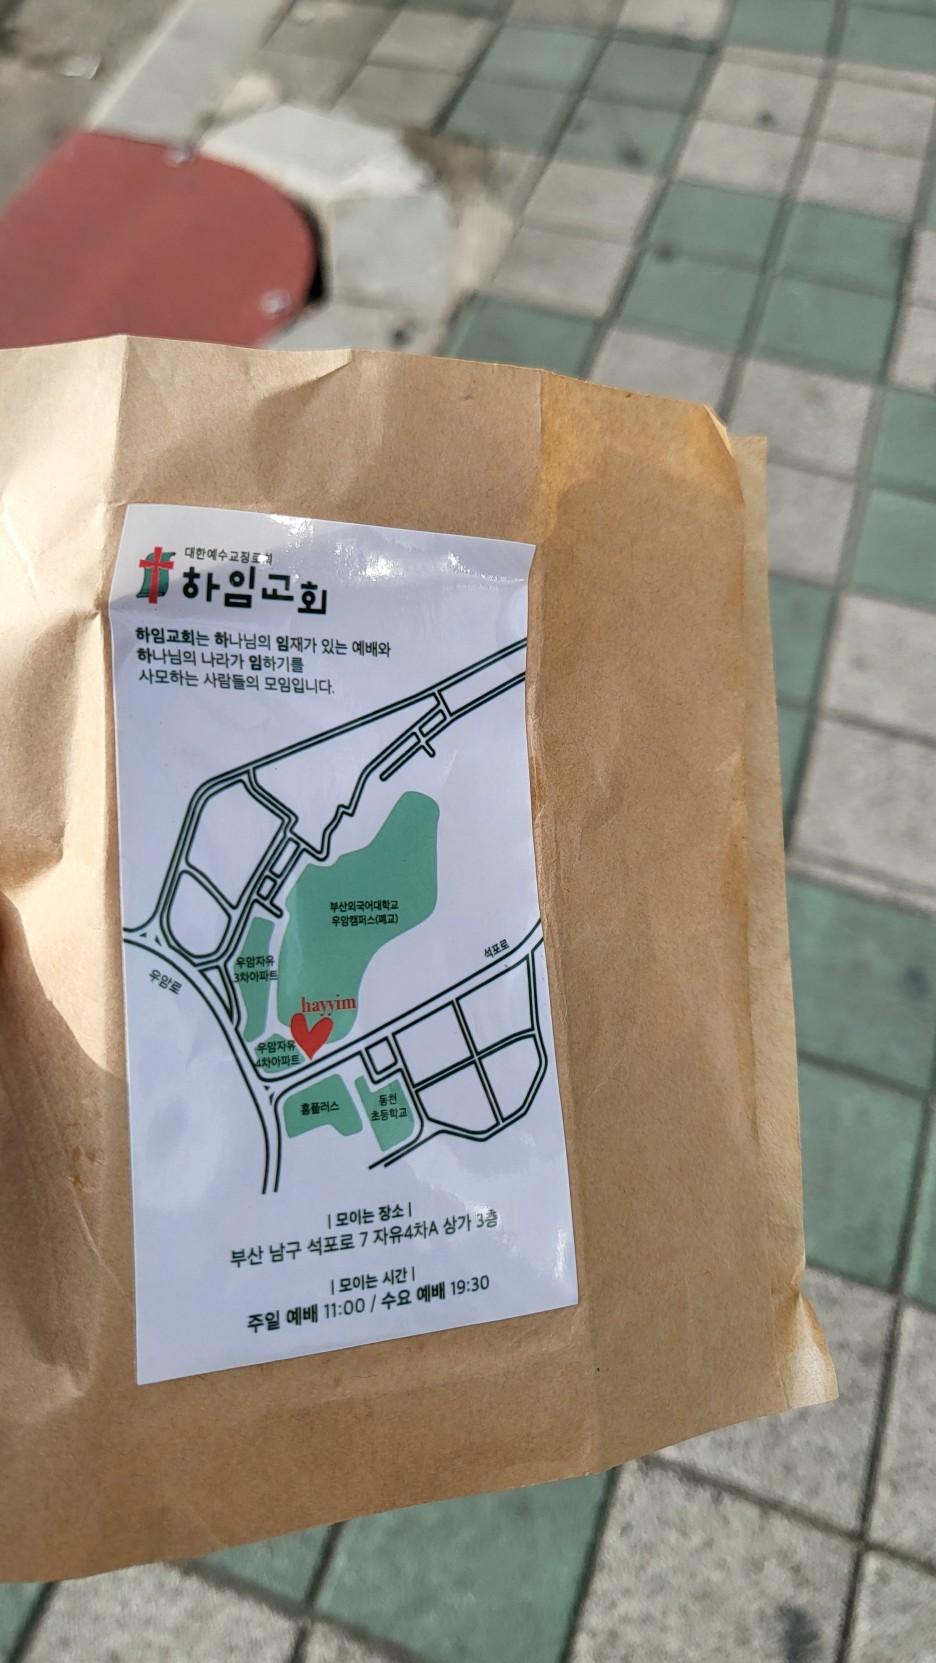 대한예수교장로회
하임교회
하임교회는 하나님의 임재가 있는 예배와
하나님의 나라가 임하기를
사모하는 사람들의 모임입니다.
부산외국어대학교
우암캠퍼스(폐교)
석포로
우암자유
3차아파트
우암로
hayyim
우암자유
4차아파트
홈플러스
동천
초등학교
| 모이는 장소 |
부산 남구 석포로 7 자유4차A 상가 3층
| 모이는 시간 |
주일 예배 11:00 / 수요 예배 19:30